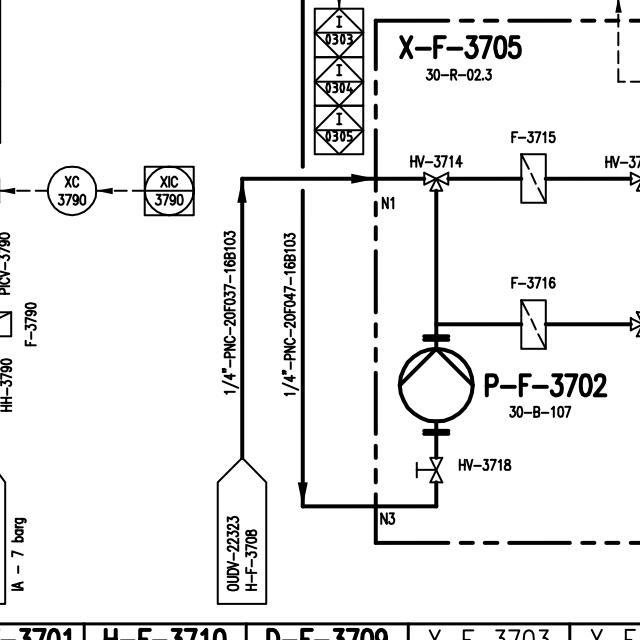 I
0303
I
0304
I
0305
X-F-3705
30-R-02.3
F-3715
HV-3714
HV-37
XC
3790
XIC
3790
N1
PICV-3790
F-3790
HH-3790
1/4"-PNC-20F037-16B103
1/4"-PNC-20F047-16B103
F-3716
P-F-3702
30-B-107
HV-3718
N3
OUDV-22323
H-F-3708
IA - 7 barg
-3701
H-F-3710
D-F-3709
X-F-3703